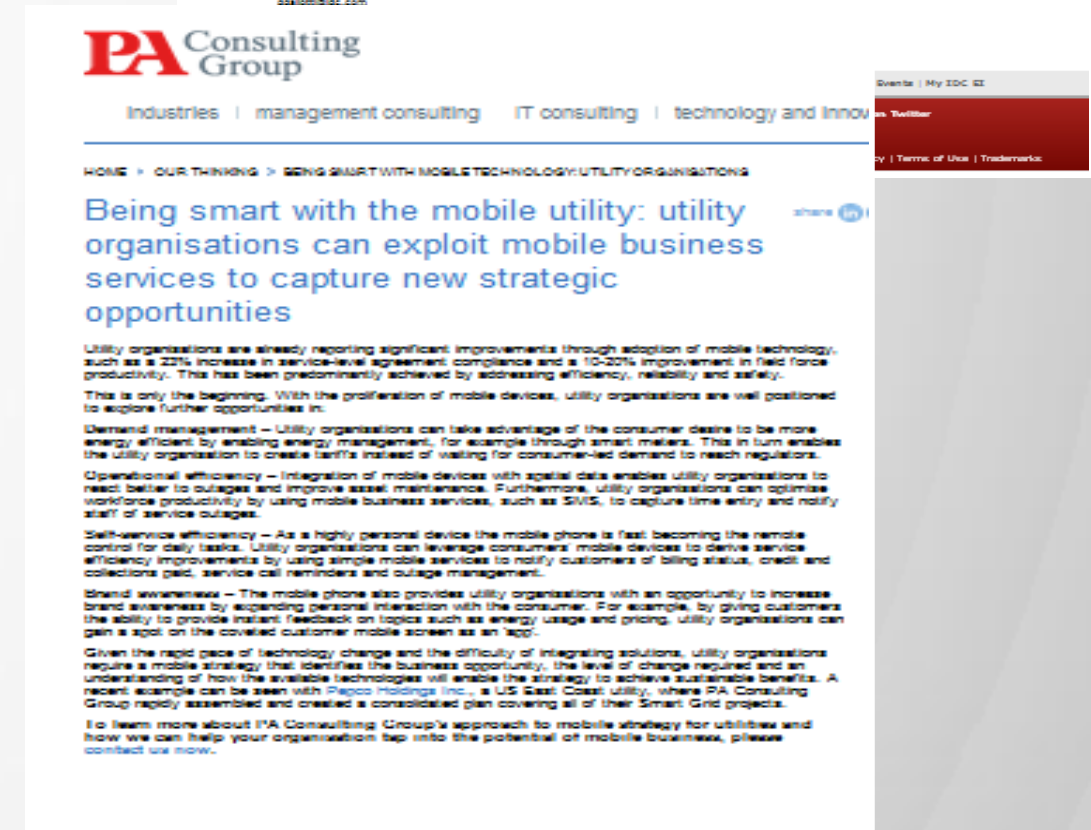 PA Consulting
Group
Industries | management consulting IT consulting | technology and Innov
Events | My IDC EI
on Twitter
cy | Terms of Use | Trademarks
HOME > OUR THINKING > BEING SMART WITH MOBILE TECHNOLOGY: UTILITY ORGANISATIONS
Being smart with the mobile utility: utility
share in
organisations can exploit mobile business
services to capture new strategic
opportunities
Utility organisations are already reporting significant improvements through adoption of mobile technology,
such as a 25% increase in service-level agreement compliance and a 10-20% improvement in field force
productivity. This has been predominantly achieved by addressing efficiency, reliability and safety.
This is only the beginning. With the proliferation of mobile devices, utility organisations are well positioned
to explore further opportunities in:
Demand management – Utility organisations can take advantage of the consumer desire to be more
energy efficient by enabling energy management, for example through smart meters. This in turn enables
the utility organisation to create tariffs instead of waiting for consumer-led demand to reach regulators.
Operational efficiency – Integration of mobile devices with spatial data enables utility organisations to
react better to outages and improve asset maintenance. Furthermore, utility organisations can optimise
workforce productivity by using mobile business services, such as SMS, to capture time entry and notify
staff of service outages.
Self-service efficiency – As a highly personal device the mobile phone is fast becoming the remote
control for daily tasks. Utility organisations can leverage consumers' mobile devices to derive service
efficiency improvements by using simple mobile services to notify customers of billing status, credit and
collections paid, service call reminders and outage management.
Brand awareness – The mobile phone also provides utility organisations with an opportunity to increase
brand awareness by expanding personal interaction with the consumer. For example, by giving customers
the ability to provide instant feedback on topics such as energy usage and pricing, utility organisations can
gain a spot on the coveted customer mobile screen as an 'app'.
Given the rapid pace of technology change and the difficulty of integrating solutions, utility organisations
require a mobile strategy that identifies the business opportunity, the level of change required and an
understanding of how the available technologies will enable the strategy to achieve sustainable benefits. A
recent example can be seen with Pepco Holdings Inc., a US East Coast utility, where PA Consulting
Group rapidly assembled and created a consolidated plan covering all of their Smart Grid projects.
To learn more about PA Consulting Group's approach to mobile strategy for utilities and
how we can help your organisation tap into the potential of mobile business, please
contact us now.